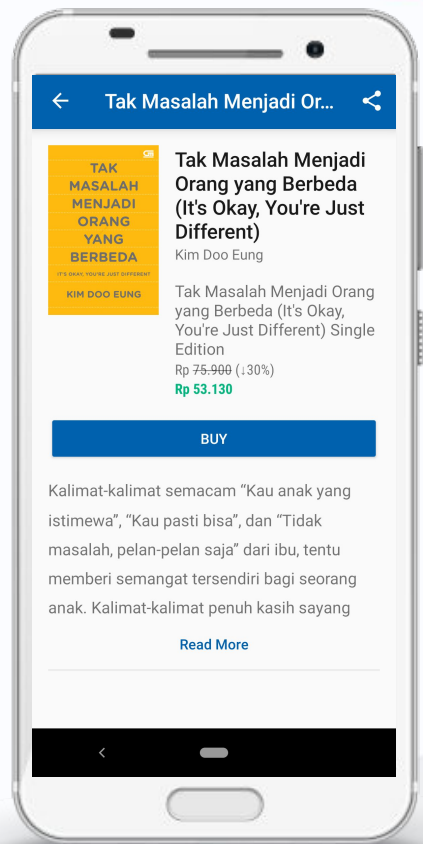 Tak Masalah Menjadi Or...
TAK
MASALAH
MENJADI
ORANG
YANG
BERBEDA
IT'S OKAY, YOU'RE JUST DIFFERENT
KIM DOO EUNG
Tak Masalah Menjadi
Orang yang Berbeda
(It's Okay, You're Just
Different)
Kim Doo Eung
Tak Masalah Menjadi Orang
yang Berbeda (It's Okay,
You're Just Different) Single
Edition
Rp 75.900 (↓30%)
Rp 53.130
BUY
Kalimat-kalimat semacam “Kau anak yang
istimewa”, “Kau pasti bisa”, dan “Tidak
masalah, pelan-pelan saja” dari ibu, tentu
memberi semangat tersendiri bagi seorang
anak. Kalimat-kalimat penuh kasih sayang
Read More